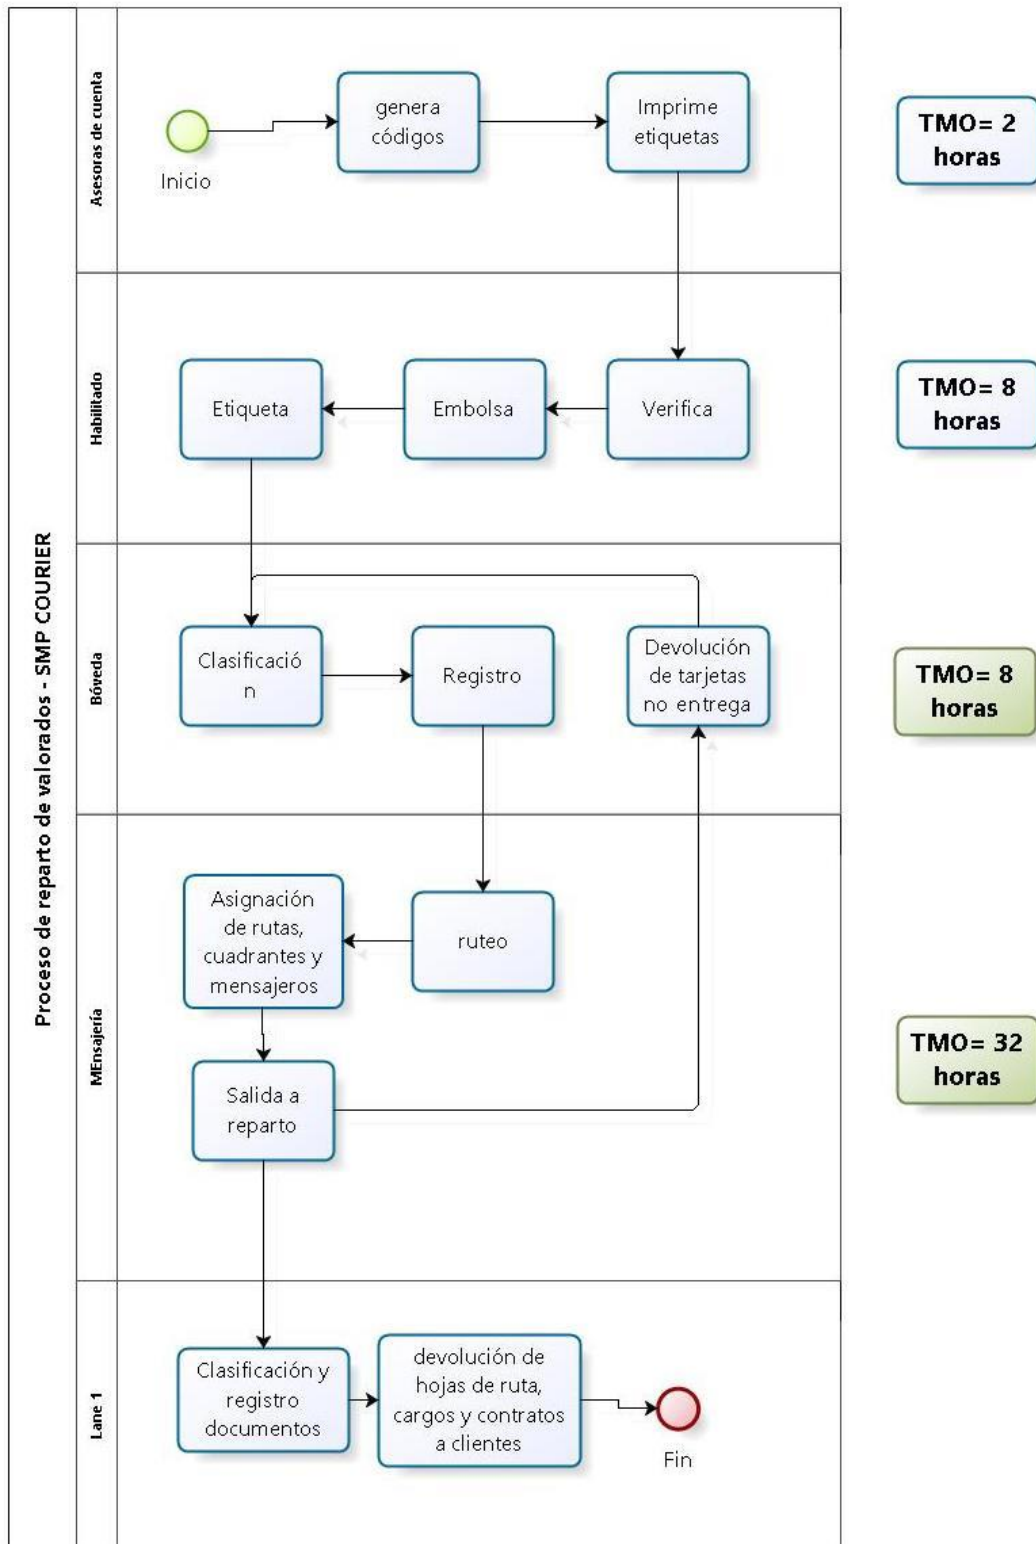 Proceso de reparto de valorados - SMP COURIER
Asesoras de cuenta
Inicio
genera
códigos
Imprime
etiquetas
TMO= 2
horas
Habilitado
Etiqueta
Embolsa
Verifica
TMO= 8
horas
Bóveda
Clasificació
n
Registro
Devolución
de tarjetas
no entrega
TMO= 8
horas
MEnsajería
Asignación
de rutas,
cuadrantes y
mensajeros
ruteo
Salida a
reparto
TMO= 32
horas
Lane 1
Clasificación y
registro
documentos
devolución de
hojas de ruta,
cargos y contratos
a clientes
Fin